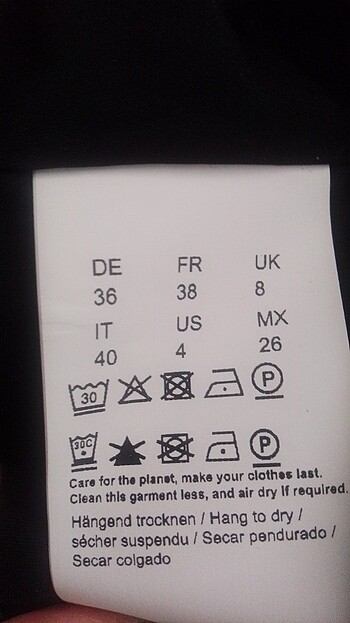 DE FR UK
36 38 8
IT US MX
40 4 26
30 P
30C P
Care for the planet, make your clothes last.
Clean this garment less, and air dry if required.
Hängend trocknen / Hang to dry /
sécher suspendu / Secar pendurado /
Secar colgado